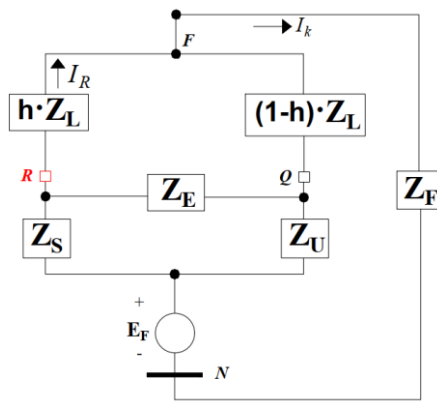 F
I_k
I_R
h·Z_L
(1-h)·Z_L
R
Q
Z_E
Z_F
Z_S
Z_U
+
E_F
-
N